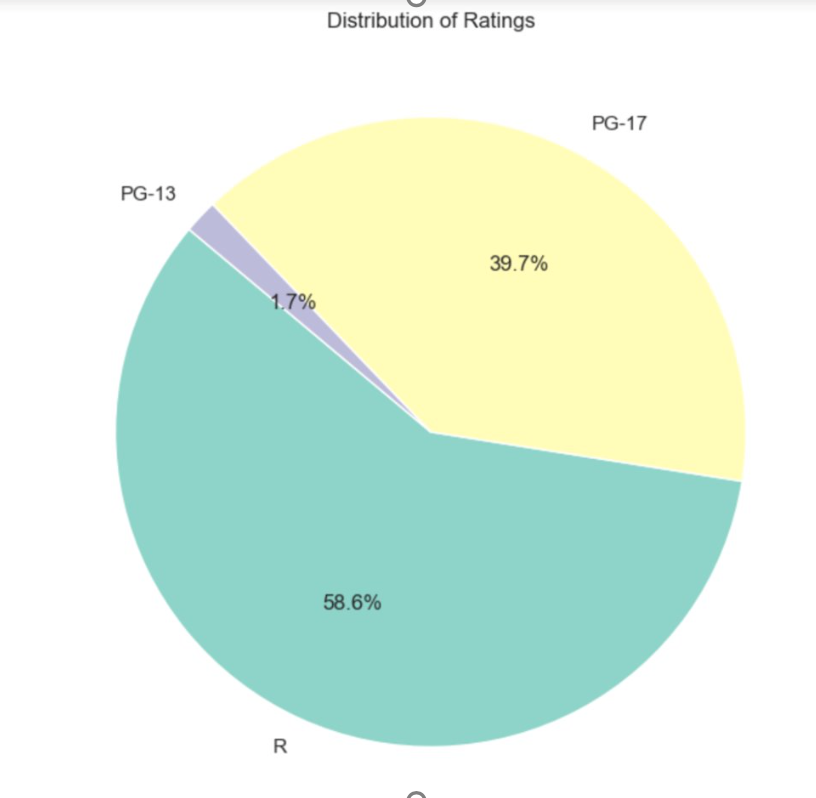 Distribution of Ratings
PG-17
PG-13
39.7%
1.7%
58.6%
R